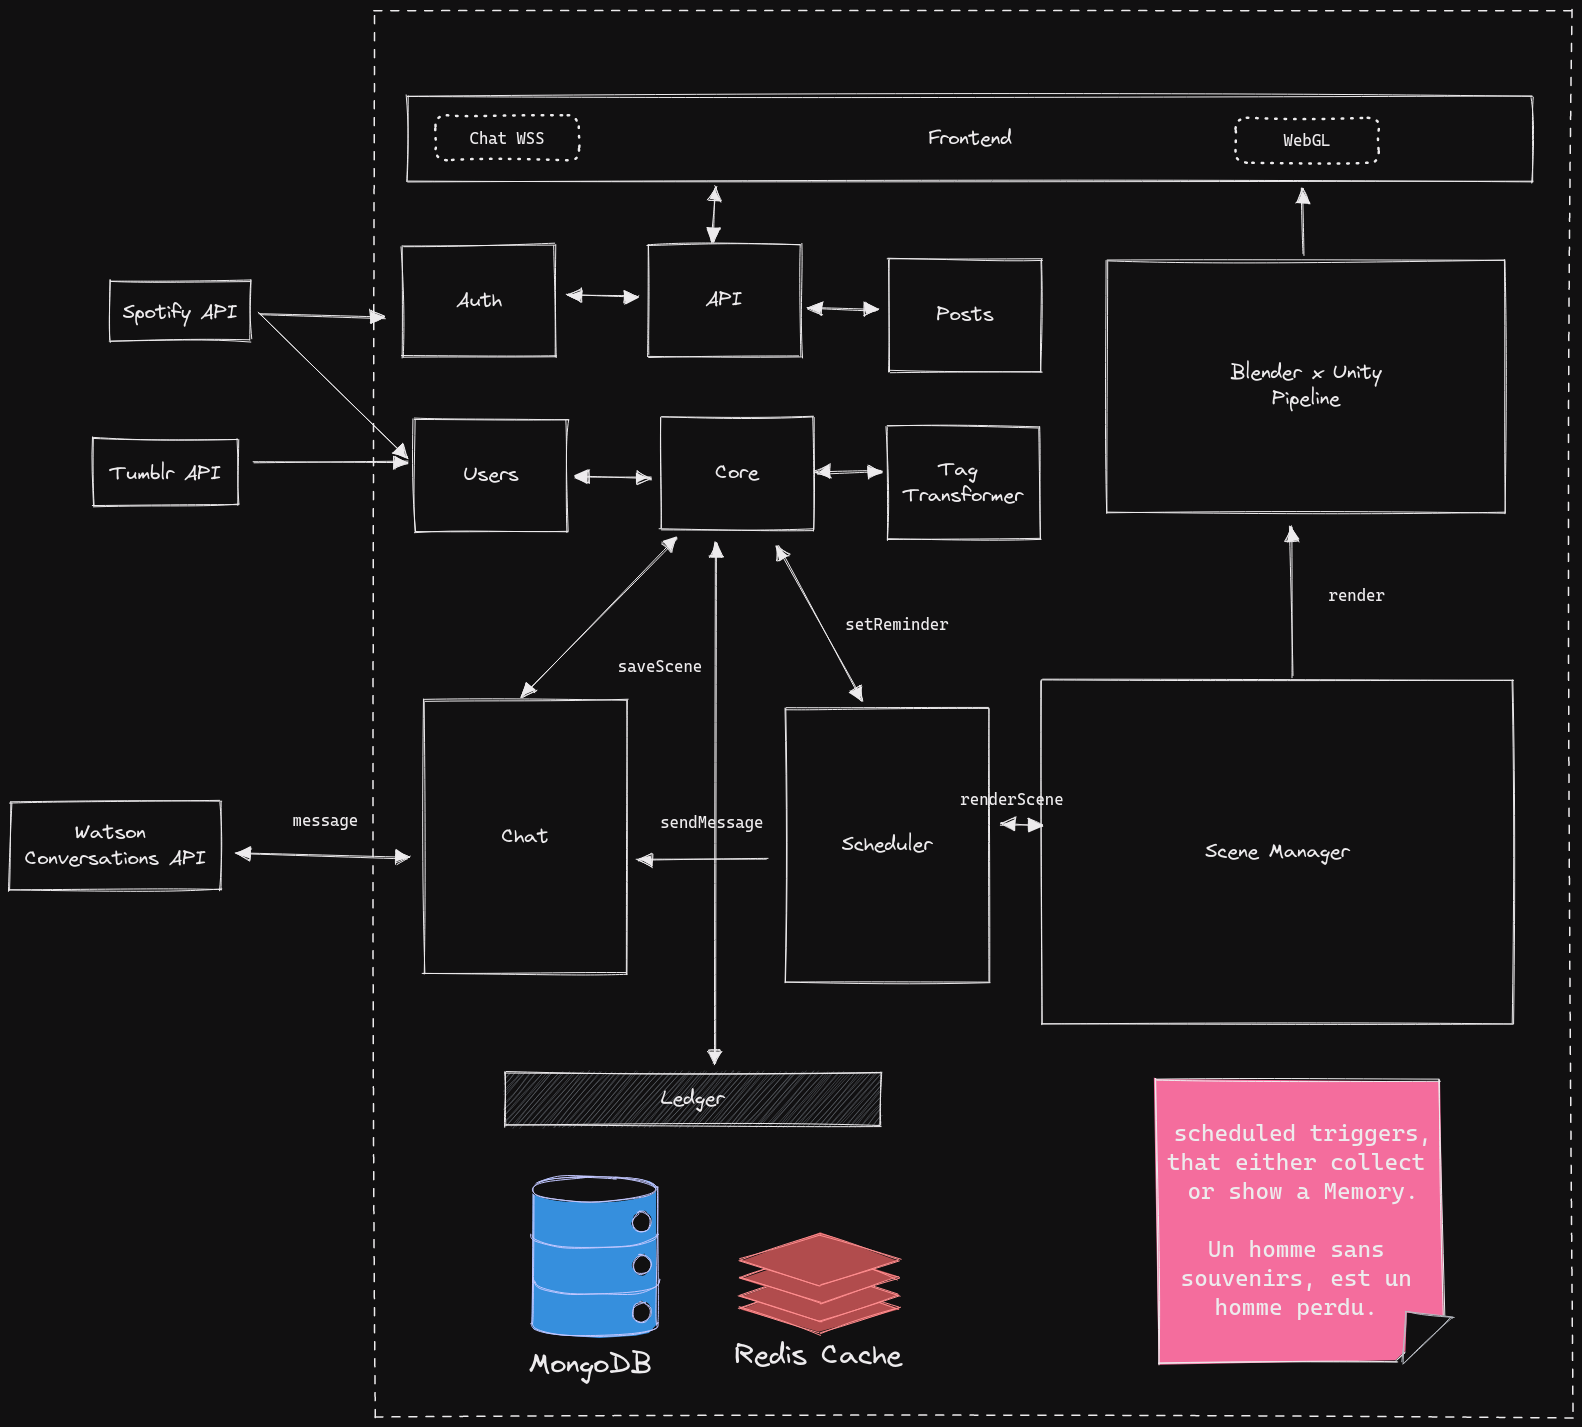 Chat WSS
Frontend
WebGL
Spotify API
Auth
API
Posts
Blender x Unity
Pipeline
Tumblr API
Users
Core
Tag
Transformer
render
setReminder
saveScene
Watson
Conversations API
message
Chat
sendMessage
Scheduler
renderScene
Scene Manager
Ledger
scheduled triggers,
that either collect
or show a Memory.
Un homme sans
souvenirs, est un
homme perdu.
MongoDB
Redis Cache